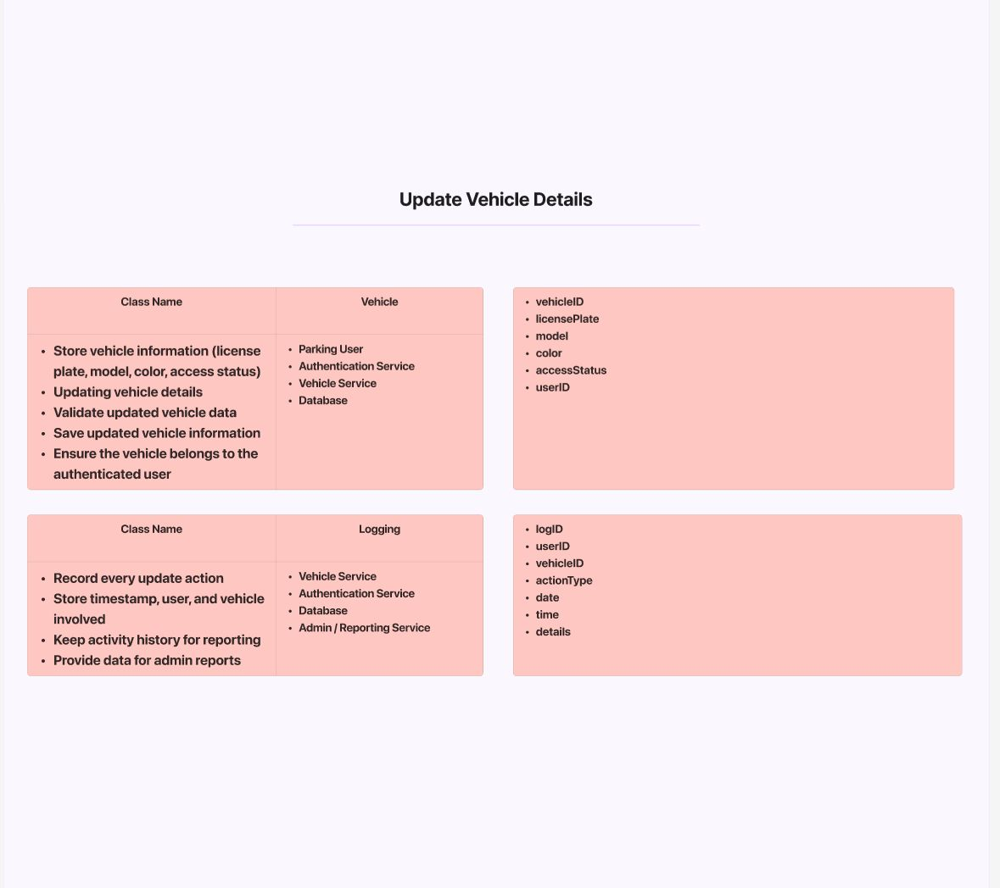 Update Vehicle Details
Class Name
Vehicle
• Store vehicle information (license
plate, model, color, access status)
• Updating vehicle details
• Validate updated vehicle data
• Save updated vehicle information
• Ensure the vehicle belongs to the
authenticated user
• Parking User
• Authentication Service
• Vehicle Service
• Database
• vehicleID
• licensePlate
• model
• color
• accessStatus
• userID
Class Name
Logging
• Record every update action
• Store timestamp, user, and vehicle
involved
• Keep activity history for reporting
• Provide data for admin reports
• Vehicle Service
• Authentication Service
• Database
• Admin / Reporting Service
• logID
• userID
• vehicleID
• actionType
• date
• time
• details